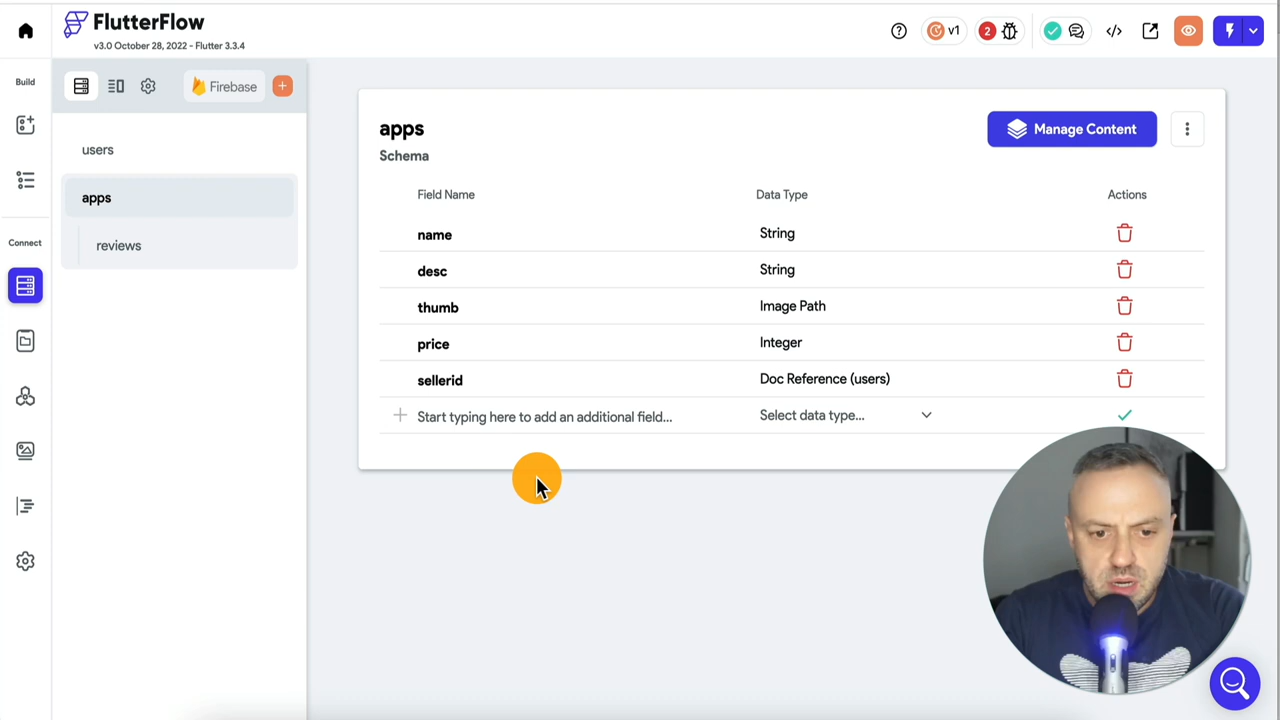 FlutterFlow
v3.0 October 28, 2022 - Flutter 3.3.4
v1
2
Build
Firebase
users
apps
reviews
Connect
apps
Manage Content
Schema
Field Name Data Type Actions
name String
desc String
thumb Image Path
price Integer
sellerid Doc Reference (users)
Start typing here to add an additional field... Select data type...